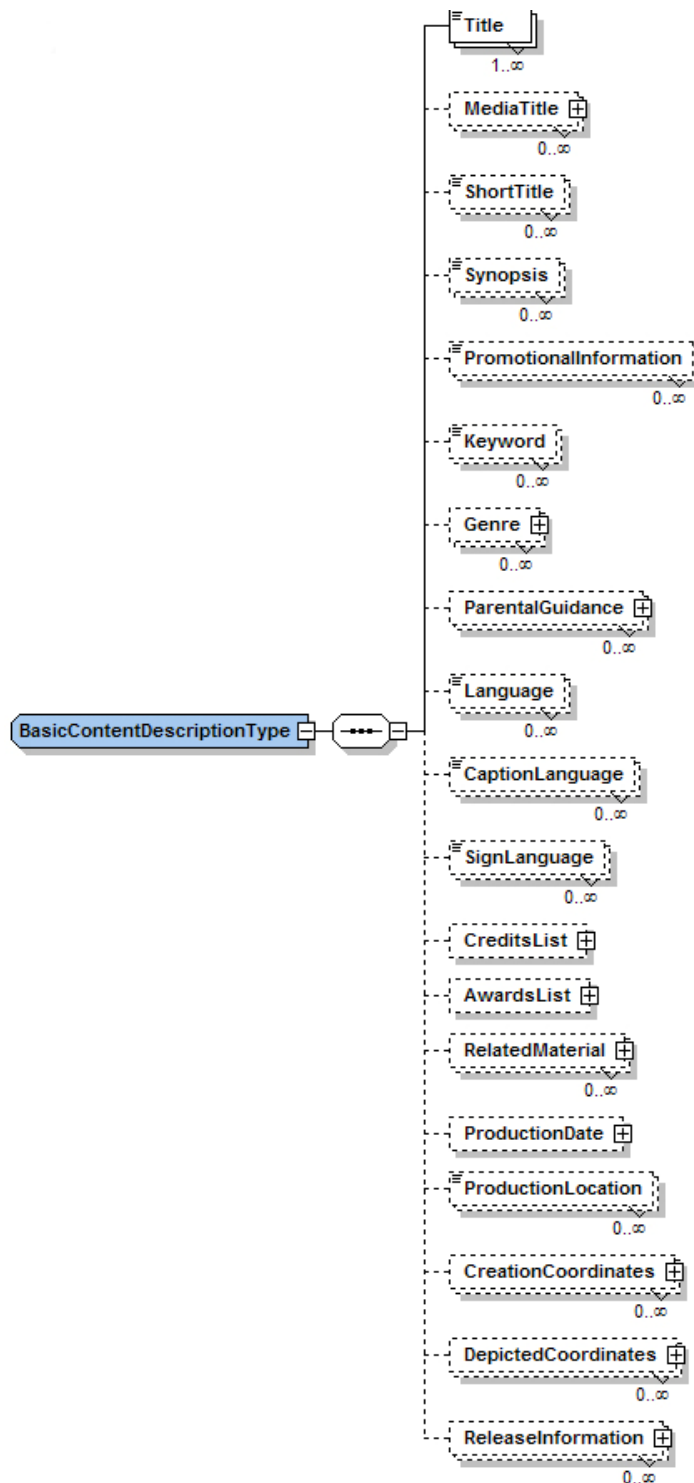 Title
1..∞
MediaTitle
0..∞
ShortTitle
0..∞
Synopsis
0..∞
PromotionalInformation
0..∞
Keyword
0..∞
Genre
0..∞
ParentalGuidance
0..∞
Language
0..∞
BasicContentDescriptionType
CaptionLanguage
0..∞
SignLanguage
0..∞
CreditsList
AwardsList
RelatedMaterial
0..∞
ProductionDate
ProductionLocation
0..∞
CreationCoordinates
0..∞
DepictedCoordinates
0..∞
ReleaseInformation
0..∞